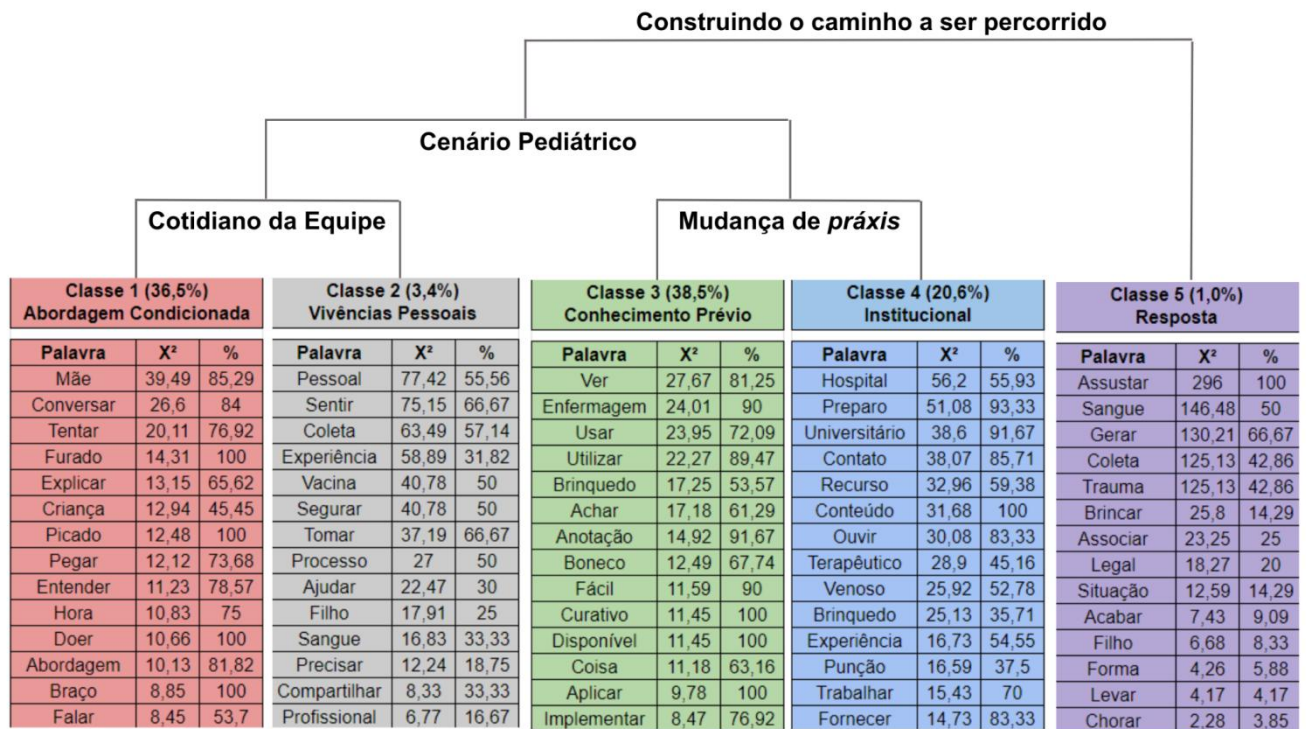 Construindo o caminho a ser percorrido
Cenário Pediátrico
Cotidiano da Equipe
Mudança de práxis
Classe 1 (36,5%)
Abordagem Condicionada
Palavra X² %
Mãe 39,49 85,29
Conversar 26,6 84
Tentar 20,11 76,92
Furado 14,31 100
Explicar 13,15 65,62
Criança 12,94 45,45
Picado 12,48 100
Pegar 12,12 73,68
Entender 11,23 78,57
Hora 10,83 75
Doer 10,66 100
Abordagem 10,13 81,82
Braço 8,85 100
Falar 8,45 53,7
Classe 2 (3,4%)
Vivências Pessoais
Palavra X² %
Pessoal 77,42 55,56
Sentir 75,15 66,67
Coleta 63,49 57,14
Experiência 58,89 31,82
Vacina 40,78 50
Segurar 40,78 50
Tomar 37,19 66,67
Processo 27 50
Ajudar 22,47 30
Filho 17,91 25
Sangue 16,83 33,33
Precisar 12,24 18,75
Compartilhar 8,33 33,33
Profissional 6,77 16,67
Classe 3 (38,5%)
Conhecimento Prévio
Palavra X² %
Ver 27,67 81,25
Enfermagem 24,01 90
Usar 23,95 72,09
Utilizar 22,27 89,47
Brinquedo 17,25 53,57
Achar 17,18 61,29
Anotação 14,92 91,67
Boneco 12,49 67,74
Fácil 11,59 90
Curativo 11,45 100
Disponível 11,45 100
Coisa 11,18 63,16
Aplicar 9,78 100
Implementar 8,47 76,92
Classe 4 (20,6%)
Institucional
Palavra X² %
Hospital 56,2 55,93
Preparo 51,08 93,33
Universitário 38,6 91,67
Contato 38,07 85,71
Recurso 32,96 59,38
Conteúdo 31,68 100
Ouvir 30,08 83,33
Terapêutico 28,9 45,16
Venoso 25,92 52,78
Brinquedo 25,13 35,71
Experiência 16,73 54,55
Punção 16,59 37,5
Trabalhar 15,43 70
Fornecer 14,73 83,33
Classe 5 (1,0%)
Resposta
Palavra X² %
Assustar 296 100
Sangue 146,48 50
Gerar 130,21 66,67
Coleta 125,13 42,86
Trauma 125,13 42,86
Brincar 25,8 14,29
Associar 23,25 25
Legal 18,27 20
Situação 12,59 14,29
Acabar 7,43 9,09
Filho 6,68 8,33
Forma 4,26 5,88
Levar 4,17 4,17
Chorar 2,28 3,85